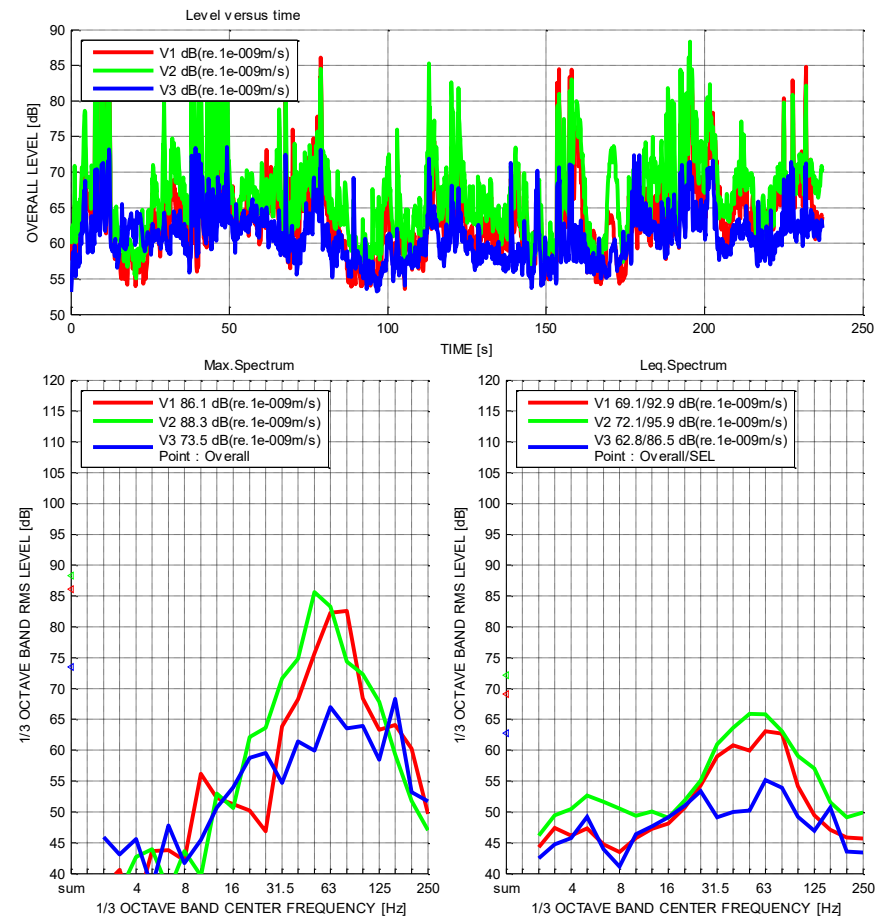 Level versus time
90
85
80
75
70
65
60
55
50
OVERALL LEVEL [dB]
V1 dB(re.1e-009m/s)
V2 dB(re.1e-009m/s)
V3 dB(re.1e-009m/s)
0 50 100 150 200 250
TIME [s]
Max.Spectrum
120
115
110
105
100
95
90
85
80
75
70
65
60
55
50
45
40
1/3 OCTAVE BAND RMS LEVEL [dB]
V1 86.1 dB(re.1e-009m/s)
V2 88.3 dB(re.1e-009m/s)
V3 73.5 dB(re.1e-009m/s)
Point : Overall
sum 4 8 16 31.5 63 125 250
1/3 OCTAVE BAND CENTER FREQUENCY [Hz]
Leq.Spectrum
120
115
110
105
100
95
90
85
80
75
70
65
60
55
50
45
40
1/3 OCTAVE BAND RMS LEVEL [dB]
V1 69.1/92.9 dB(re.1e-009m/s)
V2 72.1/95.9 dB(re.1e-009m/s)
V3 62.8/86.5 dB(re.1e-009m/s)
Point : Overall/SEL
sum 4 8 16 31.5 63 125 250
1/3 OCTAVE BAND CENTER FREQUENCY [Hz]